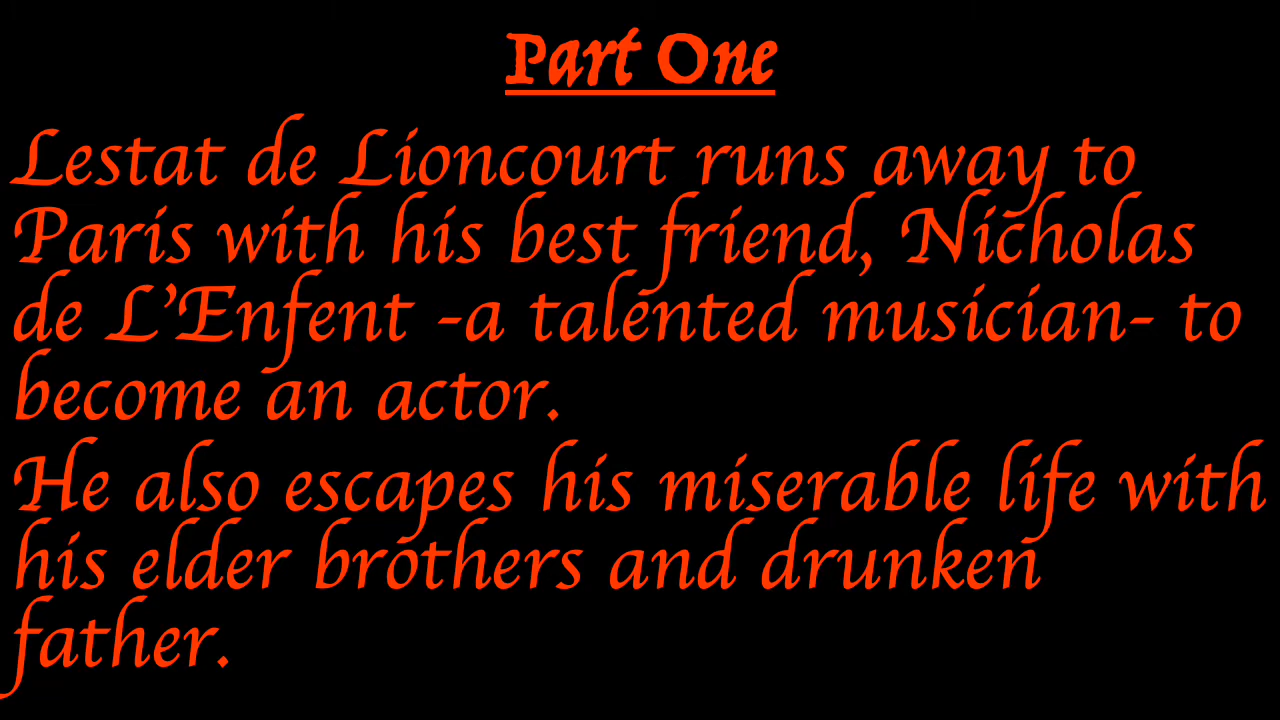 Part One
Lestat de Lioncourt runs away to
Paris with his best friend, Nicholas
de L'Enfent -a talented musician- to
become an actor.
He also escapes his miserable life with
his elder brothers and drunken
father.